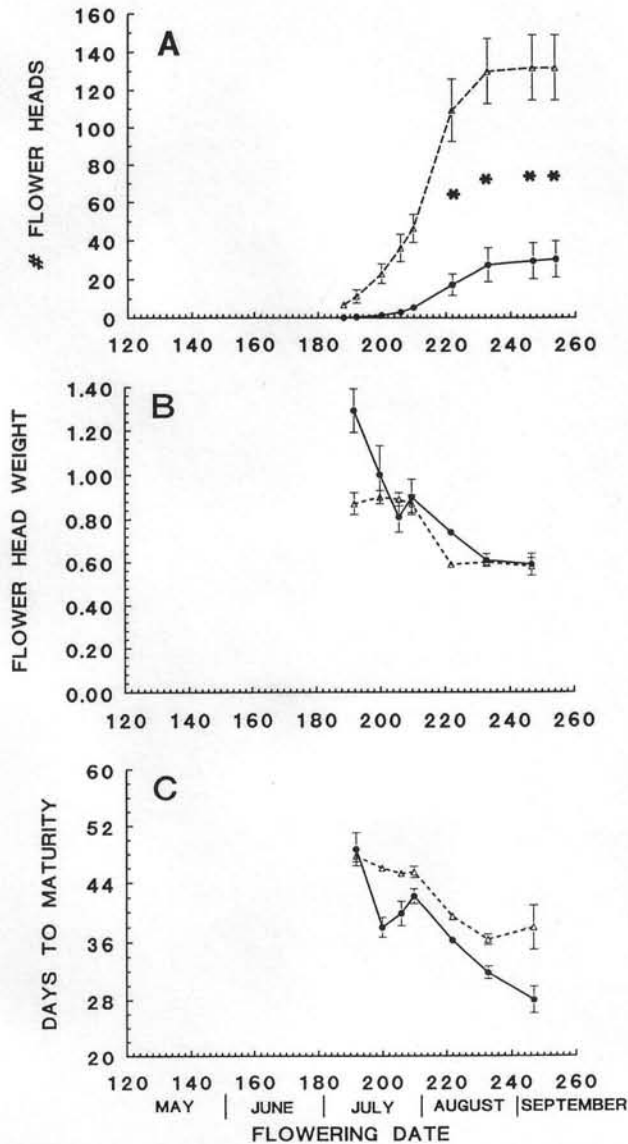 A
# FLOWER HEADS
160
140
120
100
80
60
40
20
0
* * * *
120 140 160 180 200 220 240 260
B
FLOWER HEAD WEIGHT
1.40
1.20
1.00
0.80
0.60
0.40
0.20
0.00
120 140 160 180 200 220 240 260
C
DAYS TO MATURITY
60
52
44
36
28
20
120 140 160 180 200 220 240 260
MAY | JUNE | JULY | AUGUST | SEPTEMBER
FLOWERING DATE